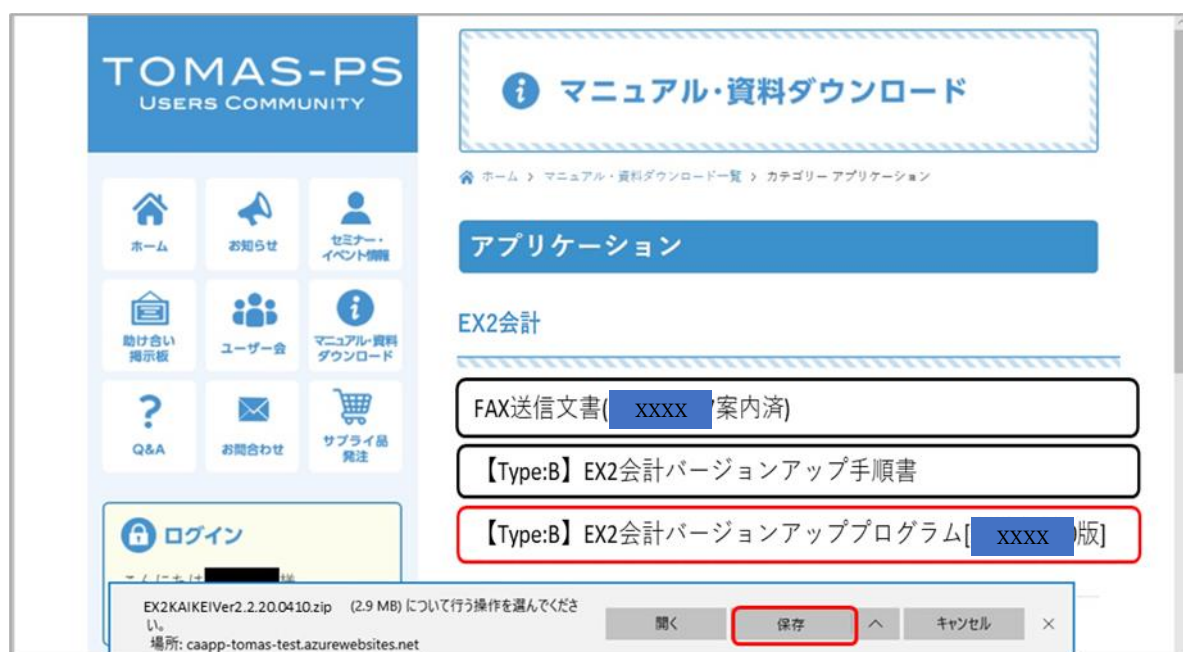 TOMAS-PS
USERS COMMUNITY
ホーム
お知らせ
セミナー・
イベント情報
助け合い
掲示板
ユーザー会
マニュアル・資料
ダウンロード
Q&A
お問合わせ
サプライ品
発注
ログイン
こんにちは 様
マニュアル・資料ダウンロード
ホーム > マニュアル・資料ダウンロード一覧 > カテゴリー アプリケーション
アプリケーション
EX2会計
FAX送信文書( XXXX 案内済)
【Type:B】EX2会計バージョンアップ手順書
【Type:B】EX2会計バージョンアッププログラム[ XXXX 版]
EX2KAIKEIVer2.2.20.0410.zip (2.9 MB) について行う操作を選んでくださ
い。
場所: caapp-tomas-test.azurewebsites.net
開く
保存
キャンセル